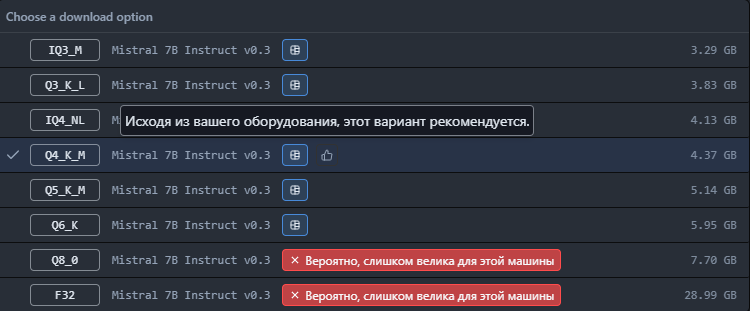 Choose a download option
IQ3_M Mistral 7B Instruct v0.3 3.29 GB
Q3_K_L Mistral 7B Instruct v0.3 3.83 GB
IQ4_NL 4.13 GB
Исходя из вашего оборудования, этот вариант рекомендуется.
Q4_K_M Mistral 7B Instruct v0.3 4.37 GB
Q5_K_M Mistral 7B Instruct v0.3 5.14 GB
Q6_K Mistral 7B Instruct v0.3 5.95 GB
Q8_0 Mistral 7B Instruct v0.3 × Вероятно, слишком велика для этой машины 7.70 GB
F32 Mistral 7B Instruct v0.3 × Вероятно, слишком велика для этой машины 28.99 GB